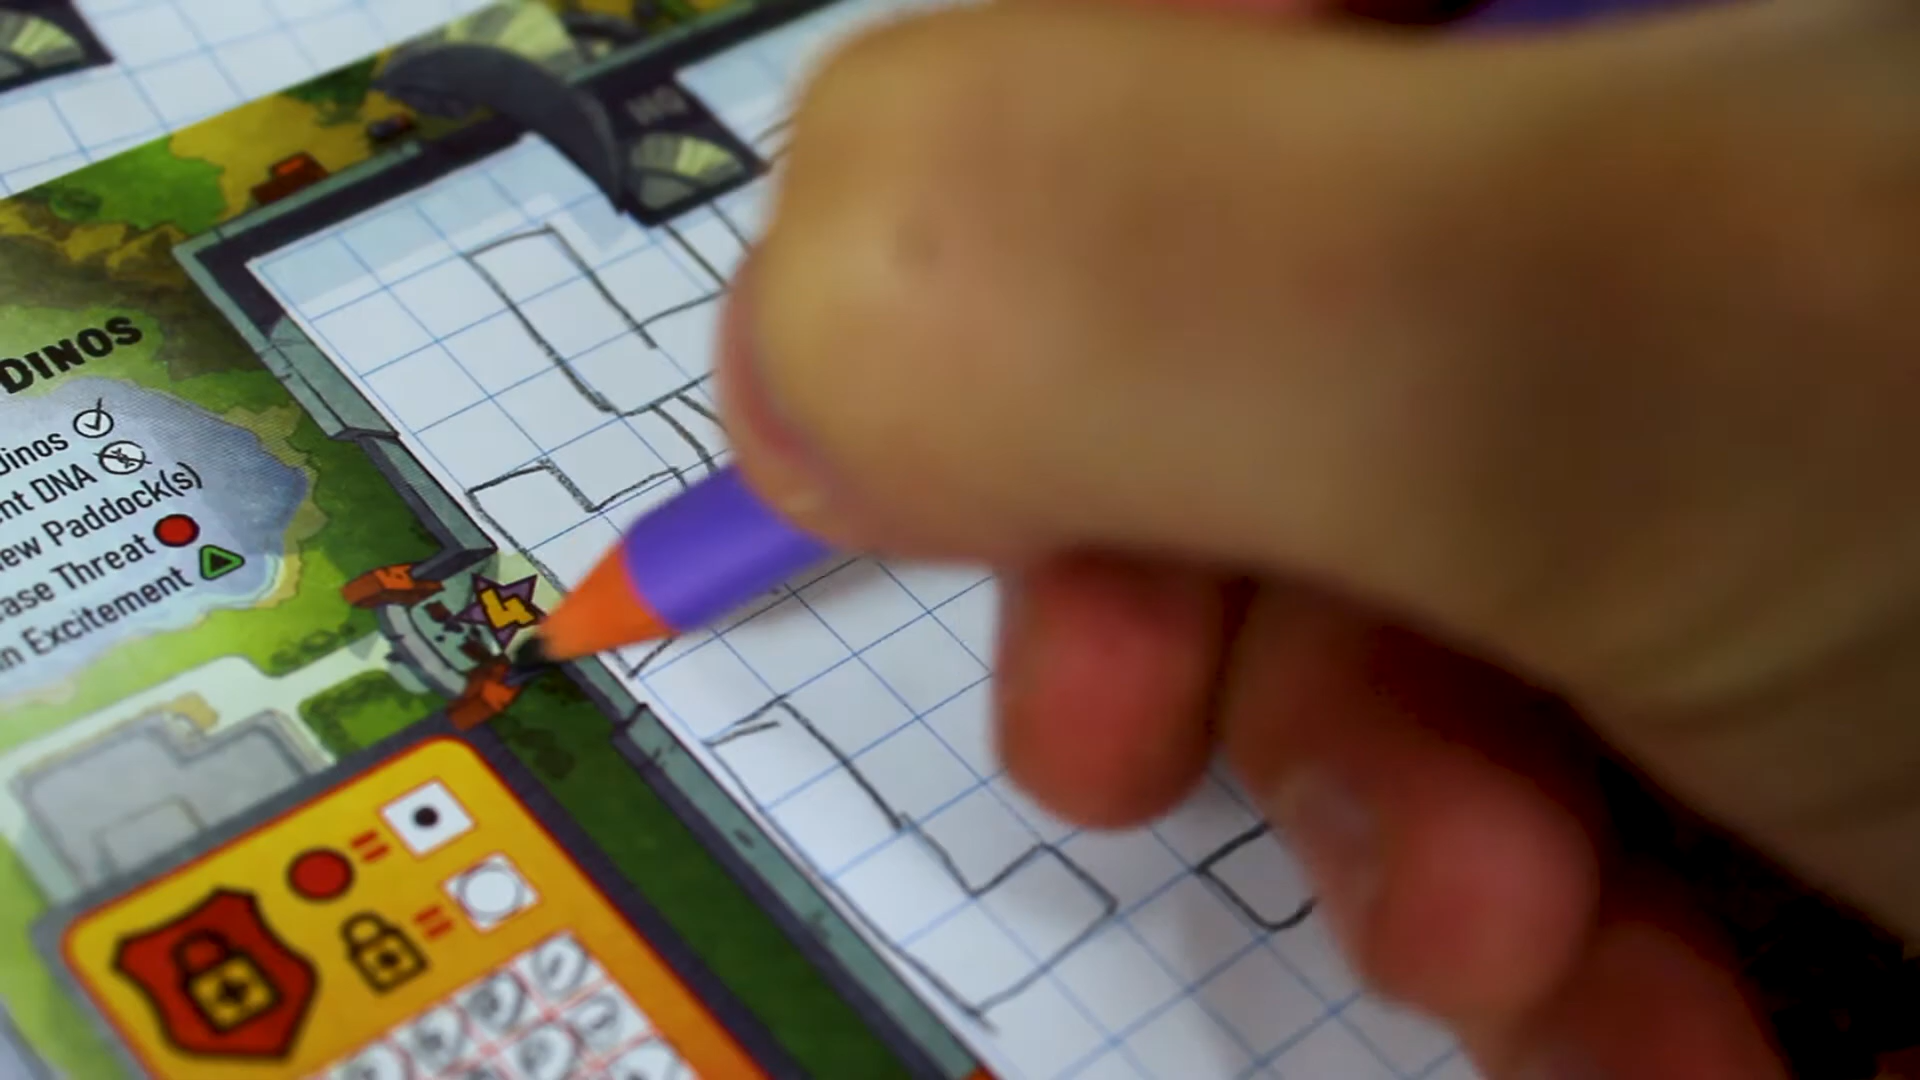 DINOS
Dinos
nt DNA
ew Paddock(s)
ase Threat
n Excitement
=
=